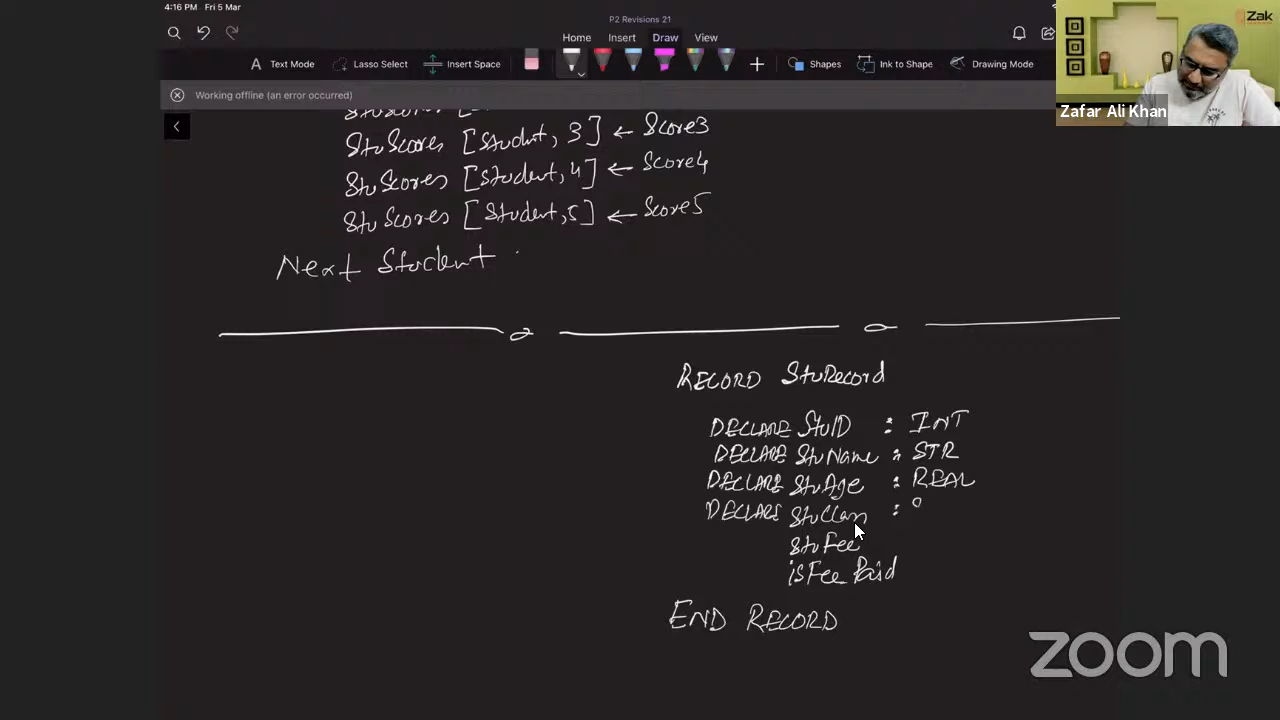 4:16 PM Fri 5 Mar
P2 Revisions 21
Home Insert Draw View
Text Mode Lasso Select Insert Space Shapes Ink to Shape Drawing Mode
Working offline (an error occurred)
Zak
Zafar Ali Khan
StuScores [Student, 3] ← Score3
StuScores [Student, 4] ← Score4
StuScores [Student, 5] ← Score5
Next Student
RECORD StuRecord
DECLARE StuID : INT
DECLARE StuName : STR
DECLARE StuAge : REAL
DECLARE StuClass :
StuFee
isFeePaid
END RECORD
zoom